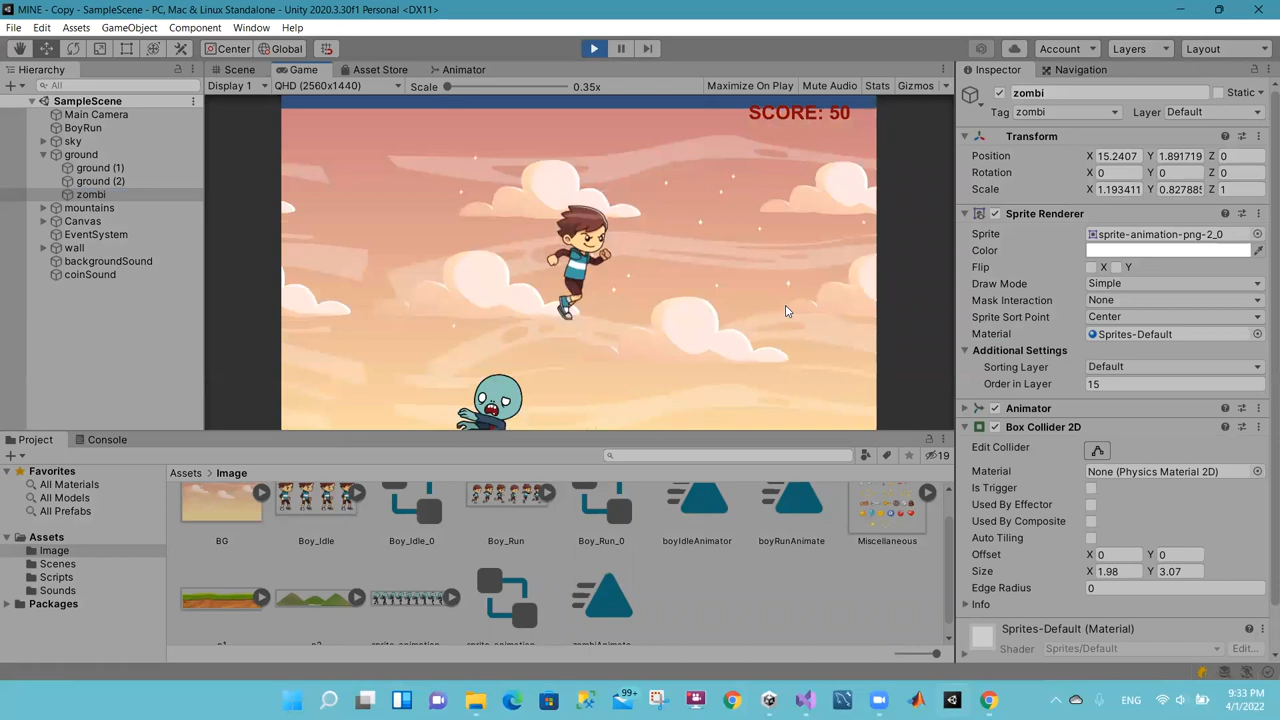 MINE - Copy - SampleScene - PC, Mac & Linux Standalone - Unity 2020.3.30f1 Personal <DX11>
File Edit Assets GameObject Component Window Help
Center Global Account Layers Layout
Hierarchy Scene Game Asset Store Animator Inspector Navigation
All Display 1 QHD (2560x1440) Scale 0.35x Maximize On Play Mute Audio Stats Gizmos
zombi Static
SampleScene
Tag zombi Layer Default
Main Camera
SCORE: 50
BoyRun
Transform
sky
ground
Position X 15.2407 Y 1.891719 Z 0
ground (1)
Rotation X 0 Y 0 Z 0
ground (2)
Scale X 1.193411 Y 0.827885 Z 1
zombi
mountains
Sprite Renderer
Canvas
EventSystem
Sprite sprite-animation-png-2_0
wall
Color
backgroundSound
Flip X Y
coinSound
Draw Mode Simple
Mask Interaction None
Sprite Sort Point Center
Material Sprites-Default
Additional Settings
Sorting Layer Default
Order in Layer 15
Animator
Box Collider 2D
Project Console
Edit Collider
19
Favorites
All Materials
All Models
All Prefabs
Assets
Image
Scenes
Scripts
Sounds
Packages
Assets > Image
BG Boy_Idle Boy_Idle_0 Boy_Run Boy_Run_0 boyIdleAnimator boyRunAnimate Miscellaneous
Material None (Physics Material 2D)
Is Trigger
Used By Effector
Used By Composite
Auto Tiling
Offset X 0 Y 0
Size X 1.98 Y 3.07
Edge Radius 0
Info
Sprites-Default (Material)
Shader Sprites/Default Edit...
99+
ENG
9:33 PM
4/1/2022